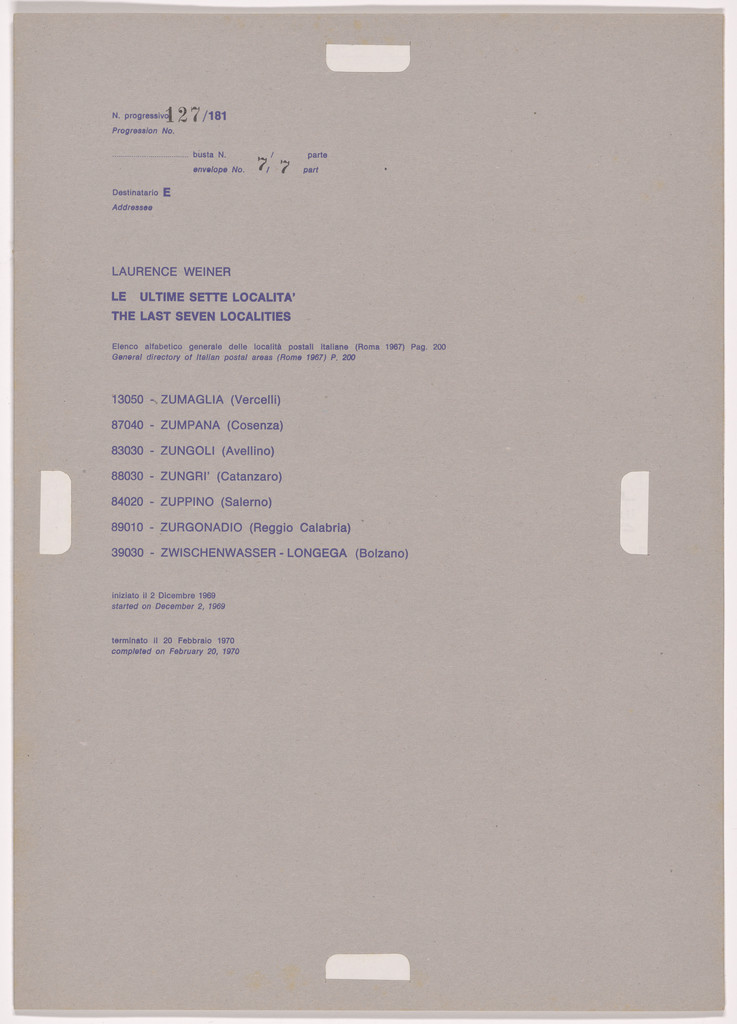 N. progressivo 127/181
Progression No.
busta N. / parte
envelope No. 7/7 part
Destinatario E
Addressee
LAURENCE WEINER
LE ULTIME SETTE LOCALITA'
THE LAST SEVEN LOCALITIES
Elenco alfabetico generale delle località postali italiane (Roma 1967) Pag. 200
General directory of Italian postal areas (Rome 1967) P. 200
13050 - ZUMAGLIA (Vercelli)
87040 - ZUMPANA (Cosenza)
83030 - ZUNGOLI (Avellino)
88030 - ZUNGRI' (Catanzaro)
84020 - ZUPPINO (Salerno)
89010 - ZURGONADIO (Reggio Calabria)
39030 - ZWISCHENWASSER - LONGEGA (Bolzano)
iniziato il 2 Dicembre 1969
started on December 2, 1969
terminato il 20 Febbraio 1970
completed on February 20, 1970